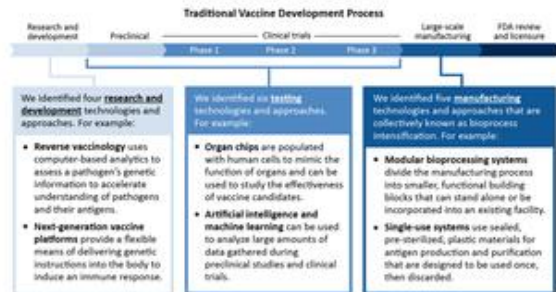 Traditional Vaccine Development Process
Research and
development
Preclinical
Clinical trials
Phase 1
Phase 2
Phase 3
Large-scale
manufacturing
FDA review
and licensure
We identified four research and
development technologies and
approaches. For example:
• Reverse vaccinology uses
computer-based analytics to
assess a pathogen's genetic
information to accelerate
understanding of pathogens
and their antigens.
• Next-generation vaccine
platforms provide a flexible
means of delivering genetic
instructions into the body to
induce an immune response.
We identified six testing
technologies and approaches.
For example:
• Organ chips are populated
with human cells to mimic the
function of organs and can be
used to study the effectiveness
of vaccine candidates.
• Artificial intelligence and
machine learning can be used
to analyze large amounts of
data gathered during
preclinical studies and clinical
trials.
We identified five manufacturing
technologies and approaches that are
collectively known as bioprocess
intensification. For example:
• Modular bioprocessing systems
divide the manufacturing process
into smaller, functional building
blocks that can stand alone or be
incorporated into an existing facility.
• Single-use systems use sealed,
pre-sterilized, plastic materials for
antigen production and purification
that are designed to be used once,
then discarded.